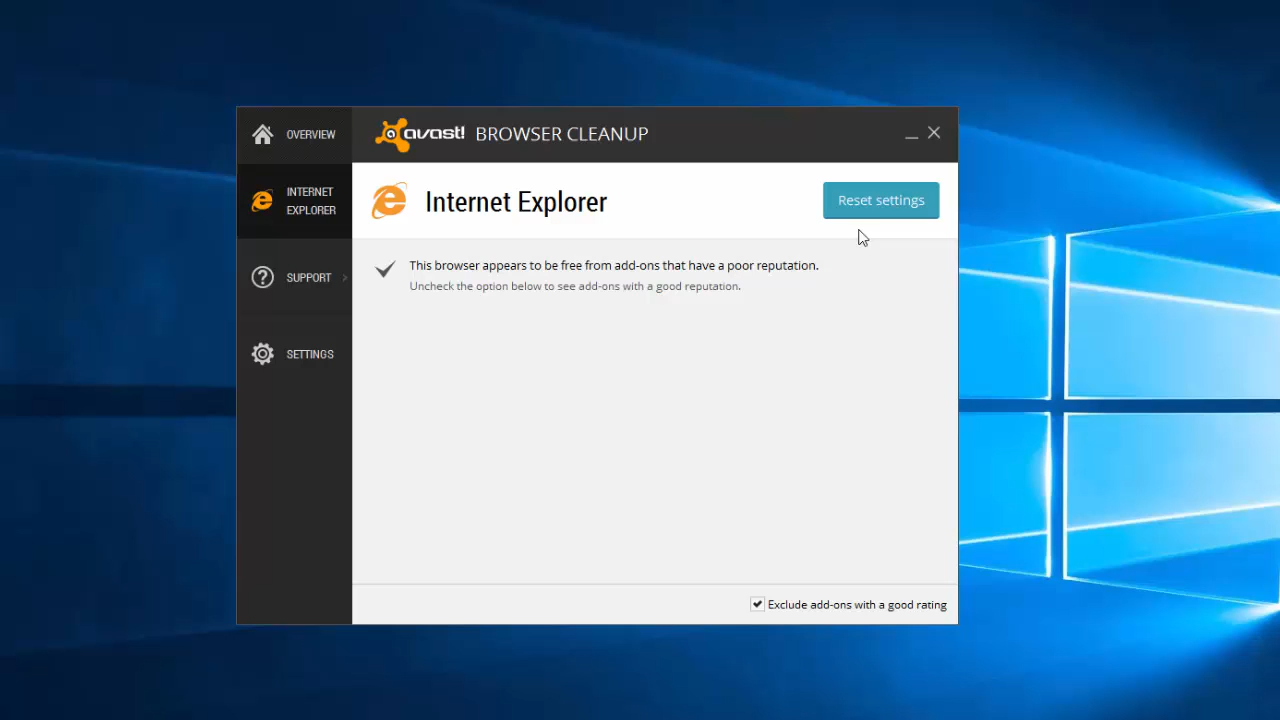 OVERVIEW
avast! BROWSER CLEANUP
INTERNET
EXPLORER
Internet Explorer
Reset settings
This browser appears to be free from add-ons that have a poor reputation.
Uncheck the option below to see add-ons with a good reputation.
SUPPORT
SETTINGS
Exclude add-ons with a good rating